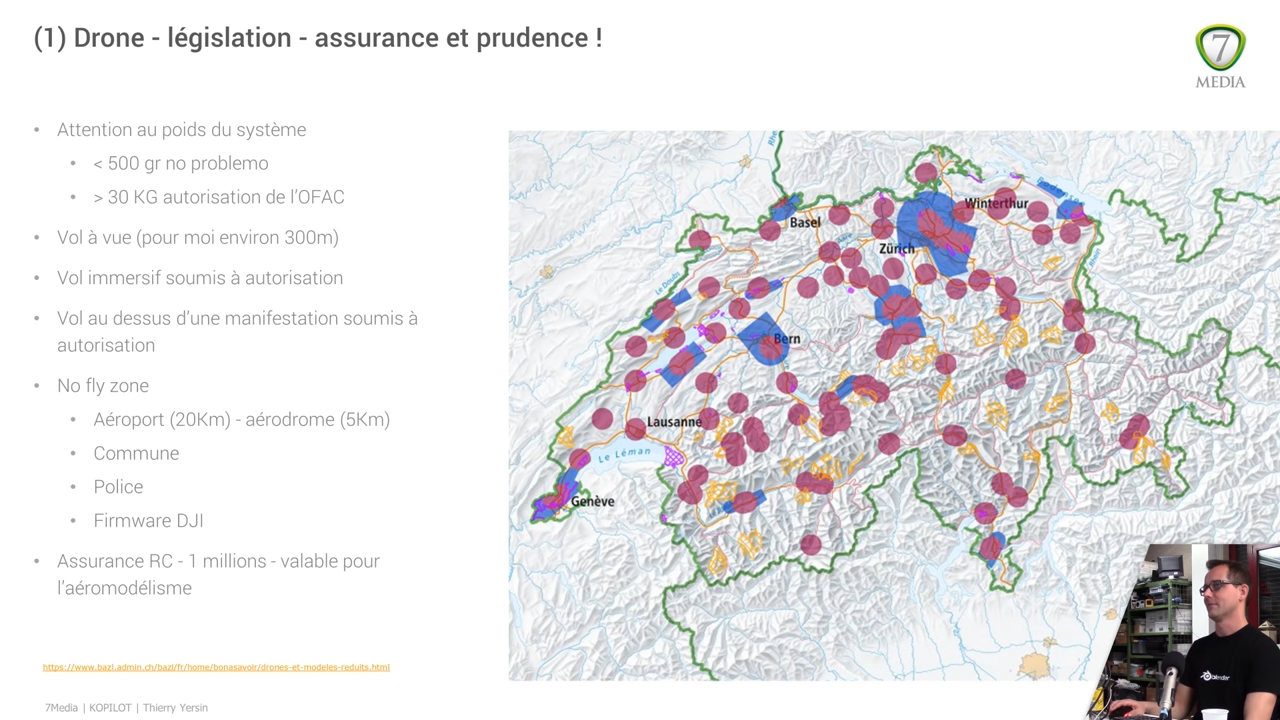 (1) Drone - législation - assurance et prudence !
7
MEDIA
• Attention au poids du système
• < 500 gr no problemo
• > 30 KG autorisation de l'OFAC
• Vol à vue (pour moi environ 300m)
• Vol immersif soumis à autorisation
• Vol au dessus d'une manifestation soumis à
autorisation
• No fly zone
• Aéroport (20Km) - aérodrome (5Km)
• Commune
• Police
• Firmware DJI
• Assurance RC - 1 millions - valable pour
l'aéromodélisme
Winterthur
Basel
Zürich
Le Doubs
Bern
Lausanne
Le Léman
Genève
blender
https://www.bazl.admin.ch/bazl/fr/home/bonasavoir/drones-et-modeles-reduits.html
7Media | KOPILOT | Thierry Yersin